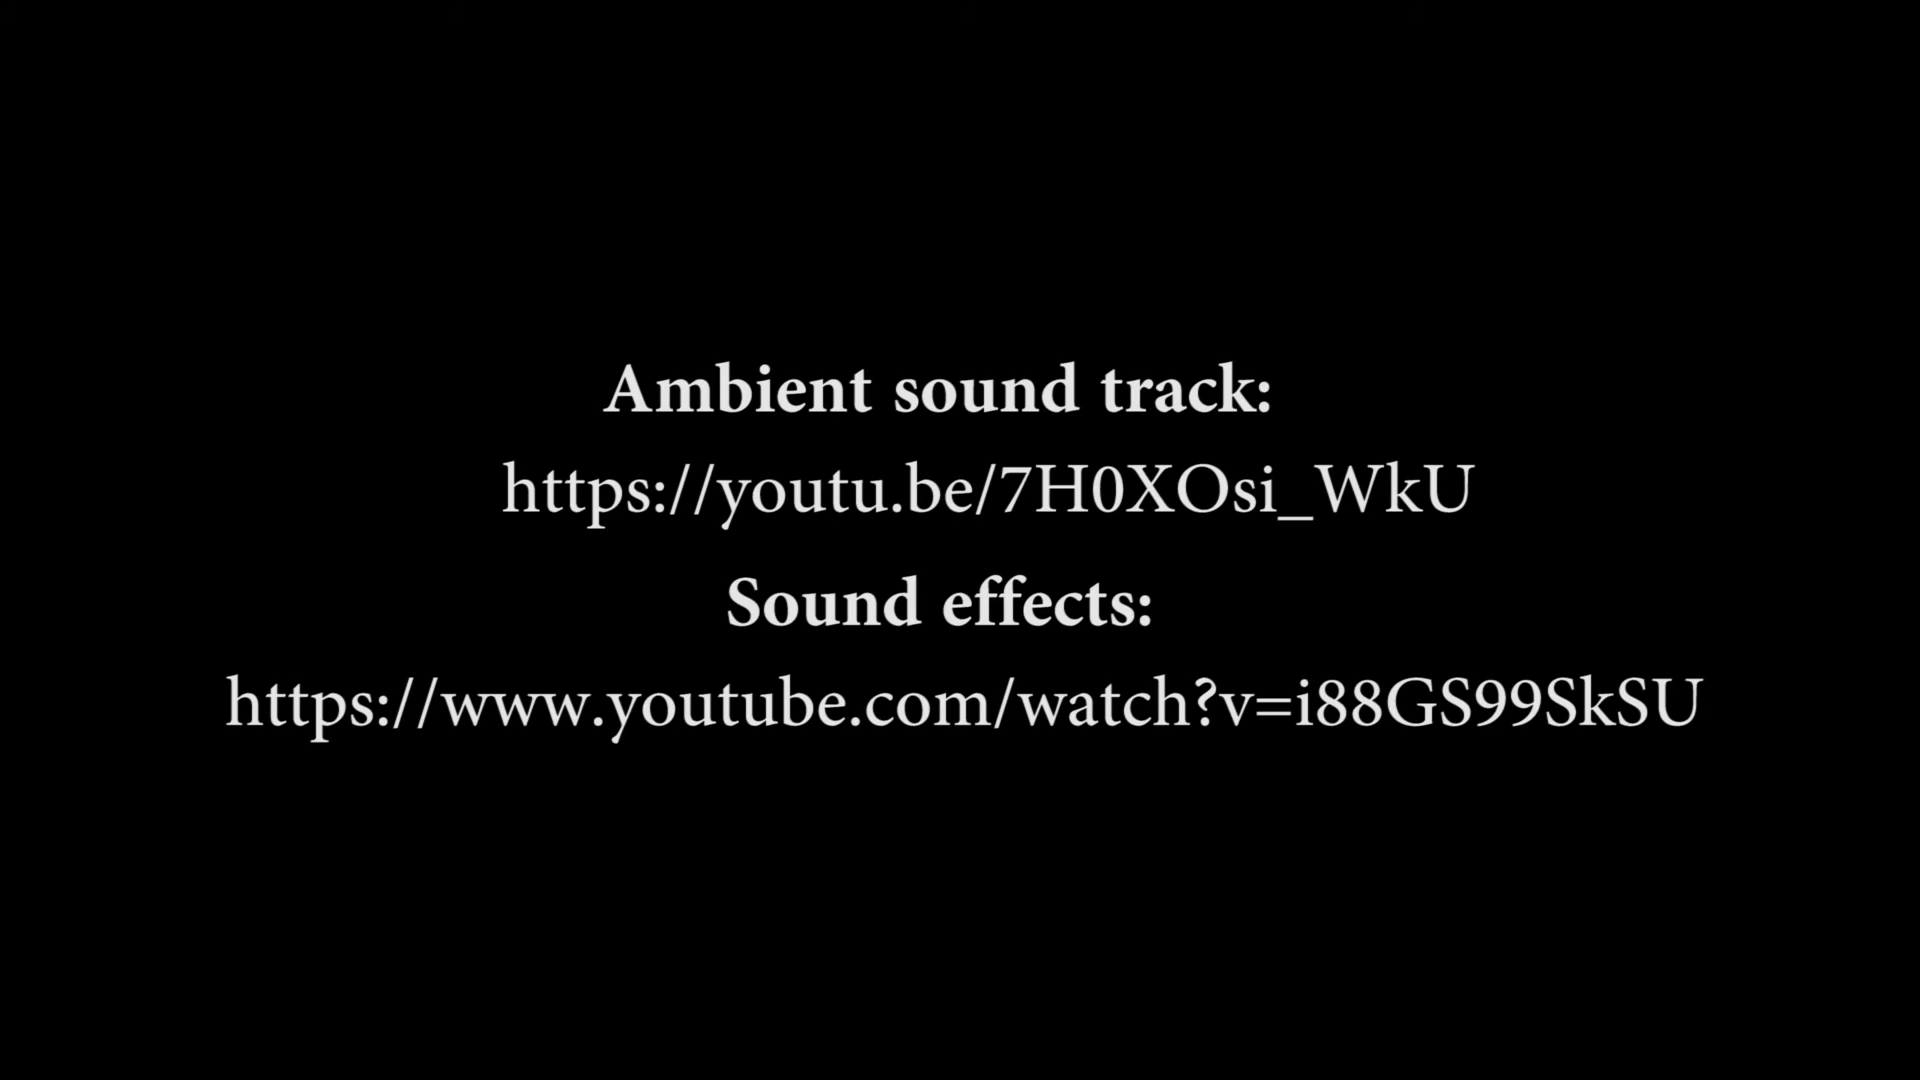 Ambient sound track:
https://youtu.be/7H0XOsi_WkU
Sound effects:
https://www.youtube.com/watch?v=i88GS99SkSU